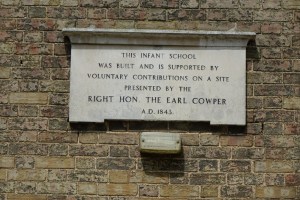 THIS INFANT SCHOOL
WAS BUILT AND IS SUPPORTED BY
VOLUNTARY CONTRIBUTIONS ON A SITE
PRESENTED BY THE
RIGHT HON. THE EARL COWPER
A.D. 1843.